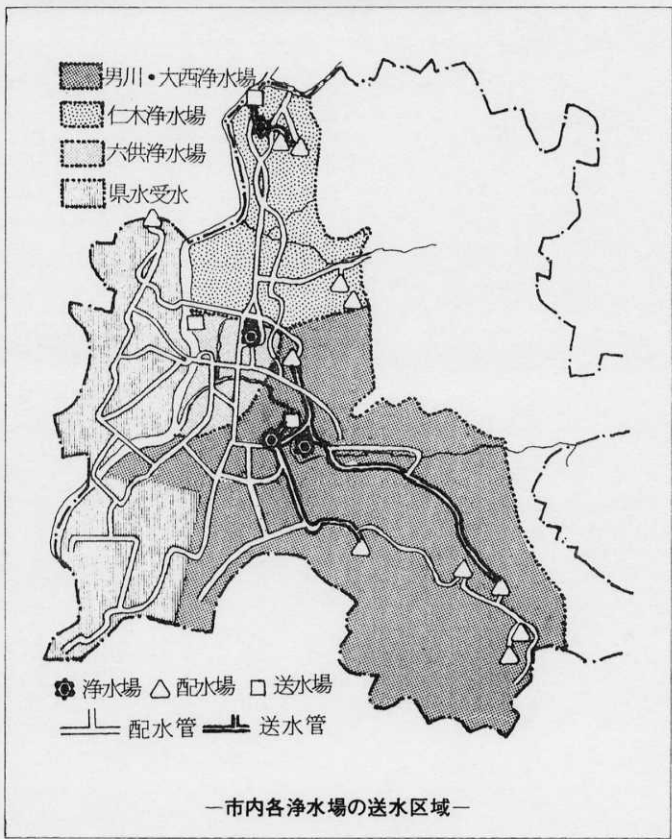 男川・大西浄水場
仁木浄水場
六供浄水場
県水受水
浄水場 配水場 送水場
配水管 送水管
―市内各浄水場の送水区域―